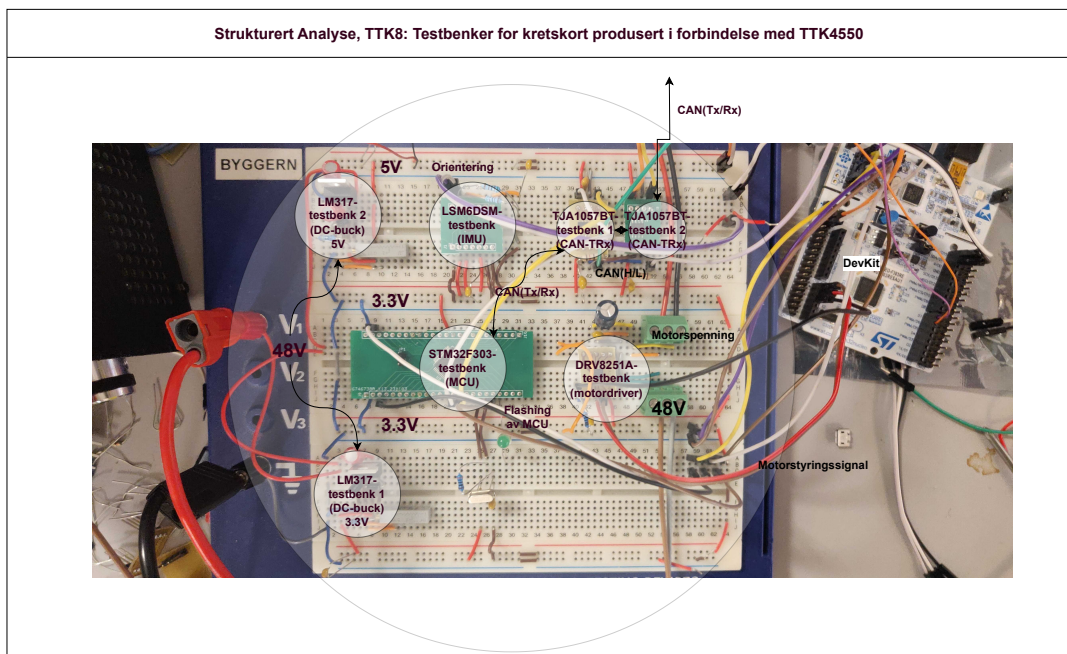 Strukturert Analyse, TTK8: Testbenker for kretskort produsert i forbindelse med TTK4550
CAN(Tx/Rx)
BYGGERN
5V
Orientering
LM317-
testbenk 2
(DC-buck)
5V
LSM6DSM-
testbenk
(IMU)
TJA1057BT-
testbenk 1
(CAN-TRx)
TJA1057BT-
testbenk 2
(CAN-TRx)
CAN(H/L)
DevKit
CAN(Tx/Rx)
3.3V
V1
48V
V2
V3
Motorspenning
STM32F303-
testbenk
(MCU)
DRV8251A-
testbenk
(motordriver)
48V
Flashing
av MCU
3.3V
Motorstyringssignal
LM317-
testbenk 1
(DC-buck)
3.3V